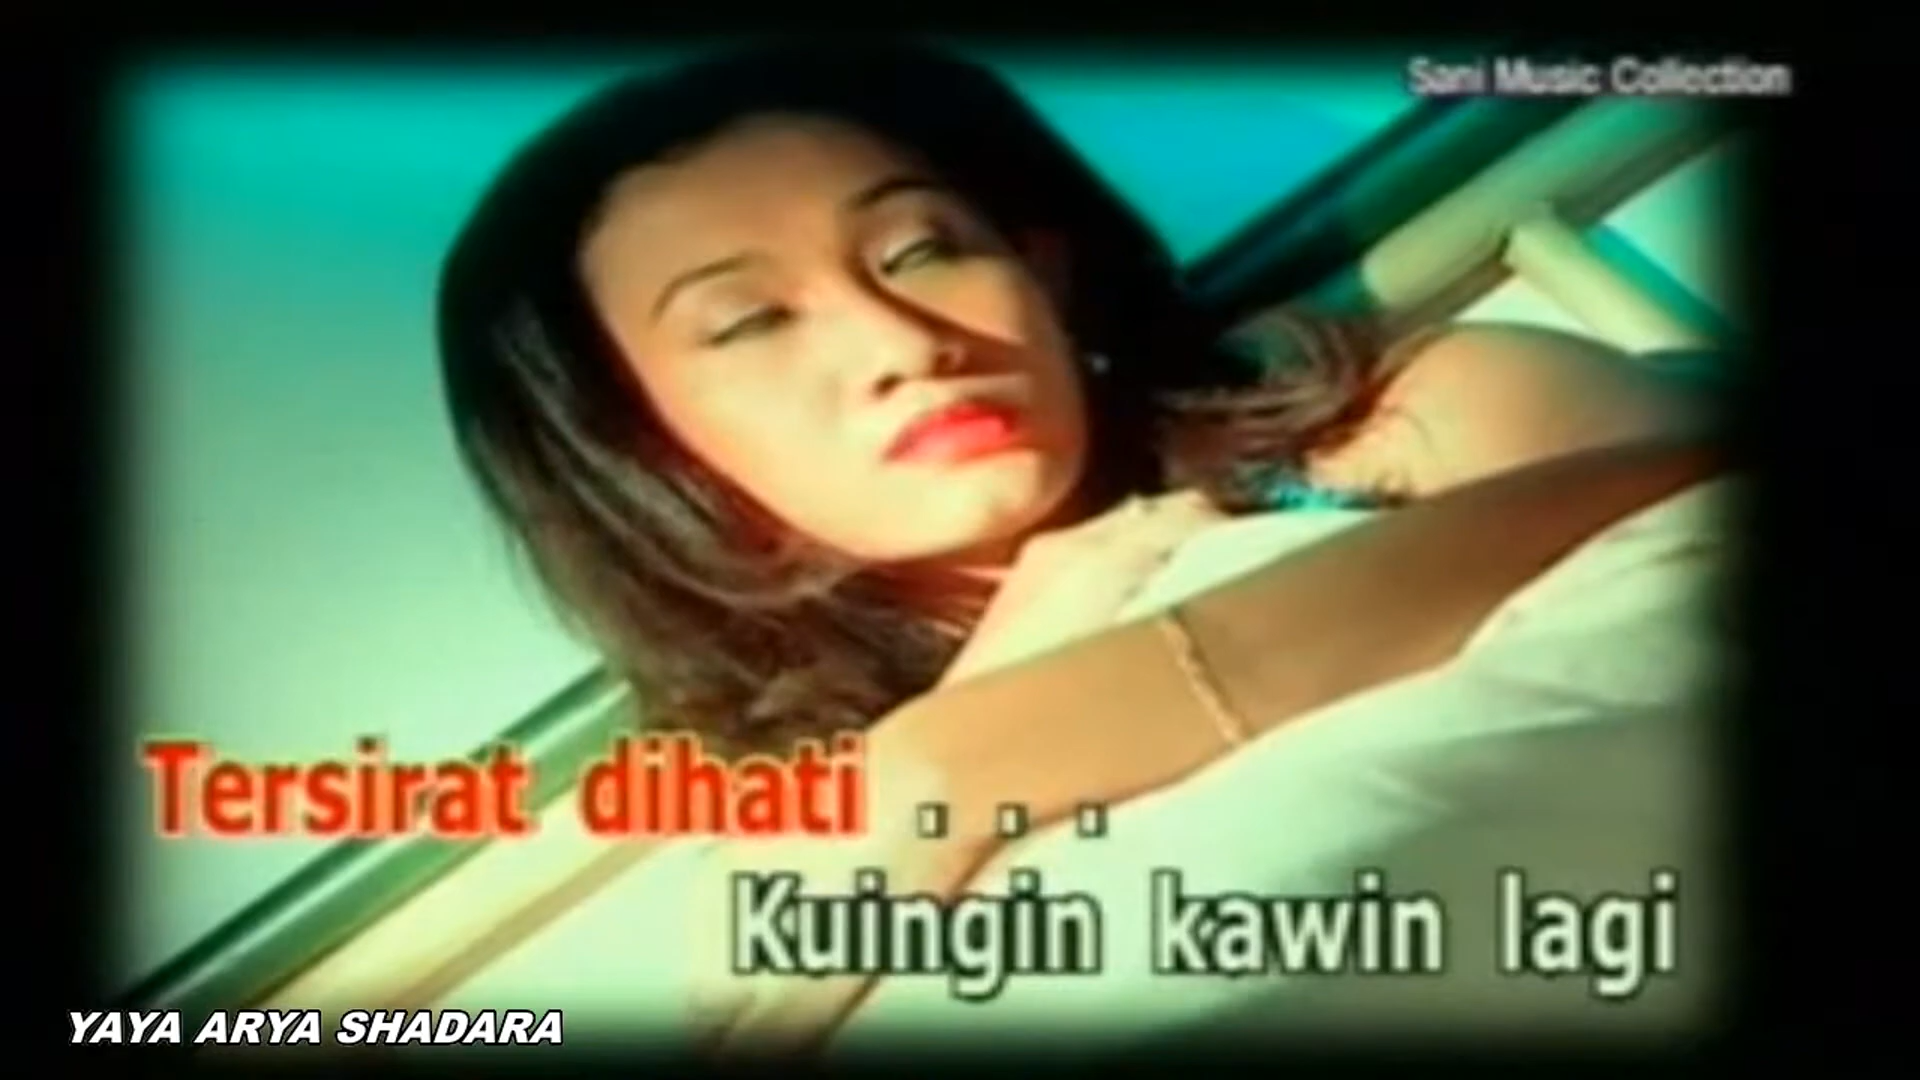 Sani Music Collection
Tersirat dihati . . .
Kuingin kawin lagi
YAYA ARYA SHADARA